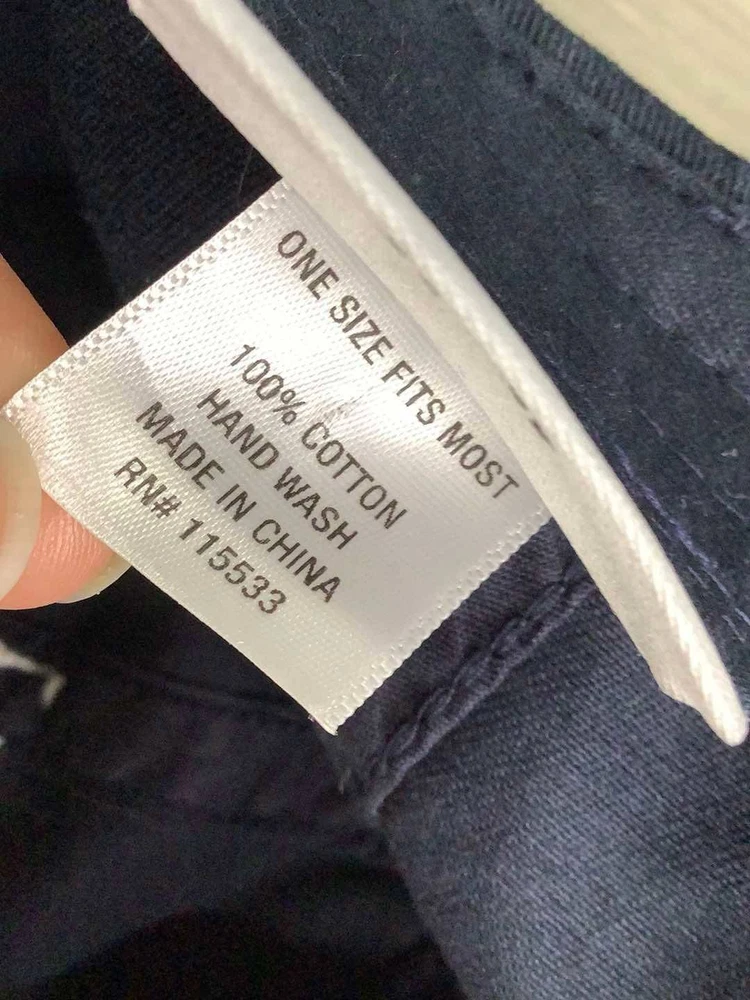 ONE SIZE FITS MOST
100% COTTON
HAND WASH
MADE IN CHINA
RN# 115533